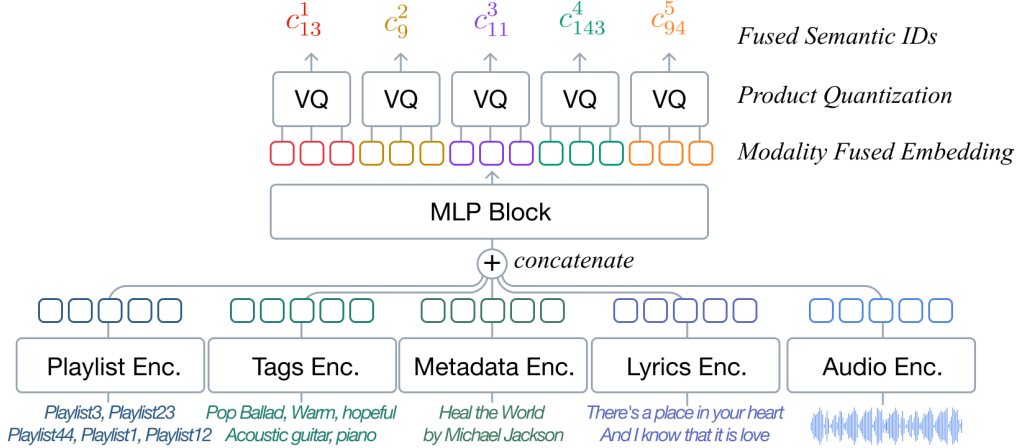 c^1_13 c^2_9 c^3_11 c^4_143 c^5_94 Fused Semantic IDs
VQ VQ VQ VQ VQ Product Quantization
Modality Fused Embedding
MLP Block
+ concatenate
Playlist Enc. Tags Enc. Metadata Enc. Lyrics Enc. Audio Enc.
Playlist3, Playlist23 Pop Ballad, Warm, hopeful Heal the World There's a place in your heart
Playlist44, Playlist1, Playlist12 Acoustic guitar, piano by Michael Jackson And I know that it is love